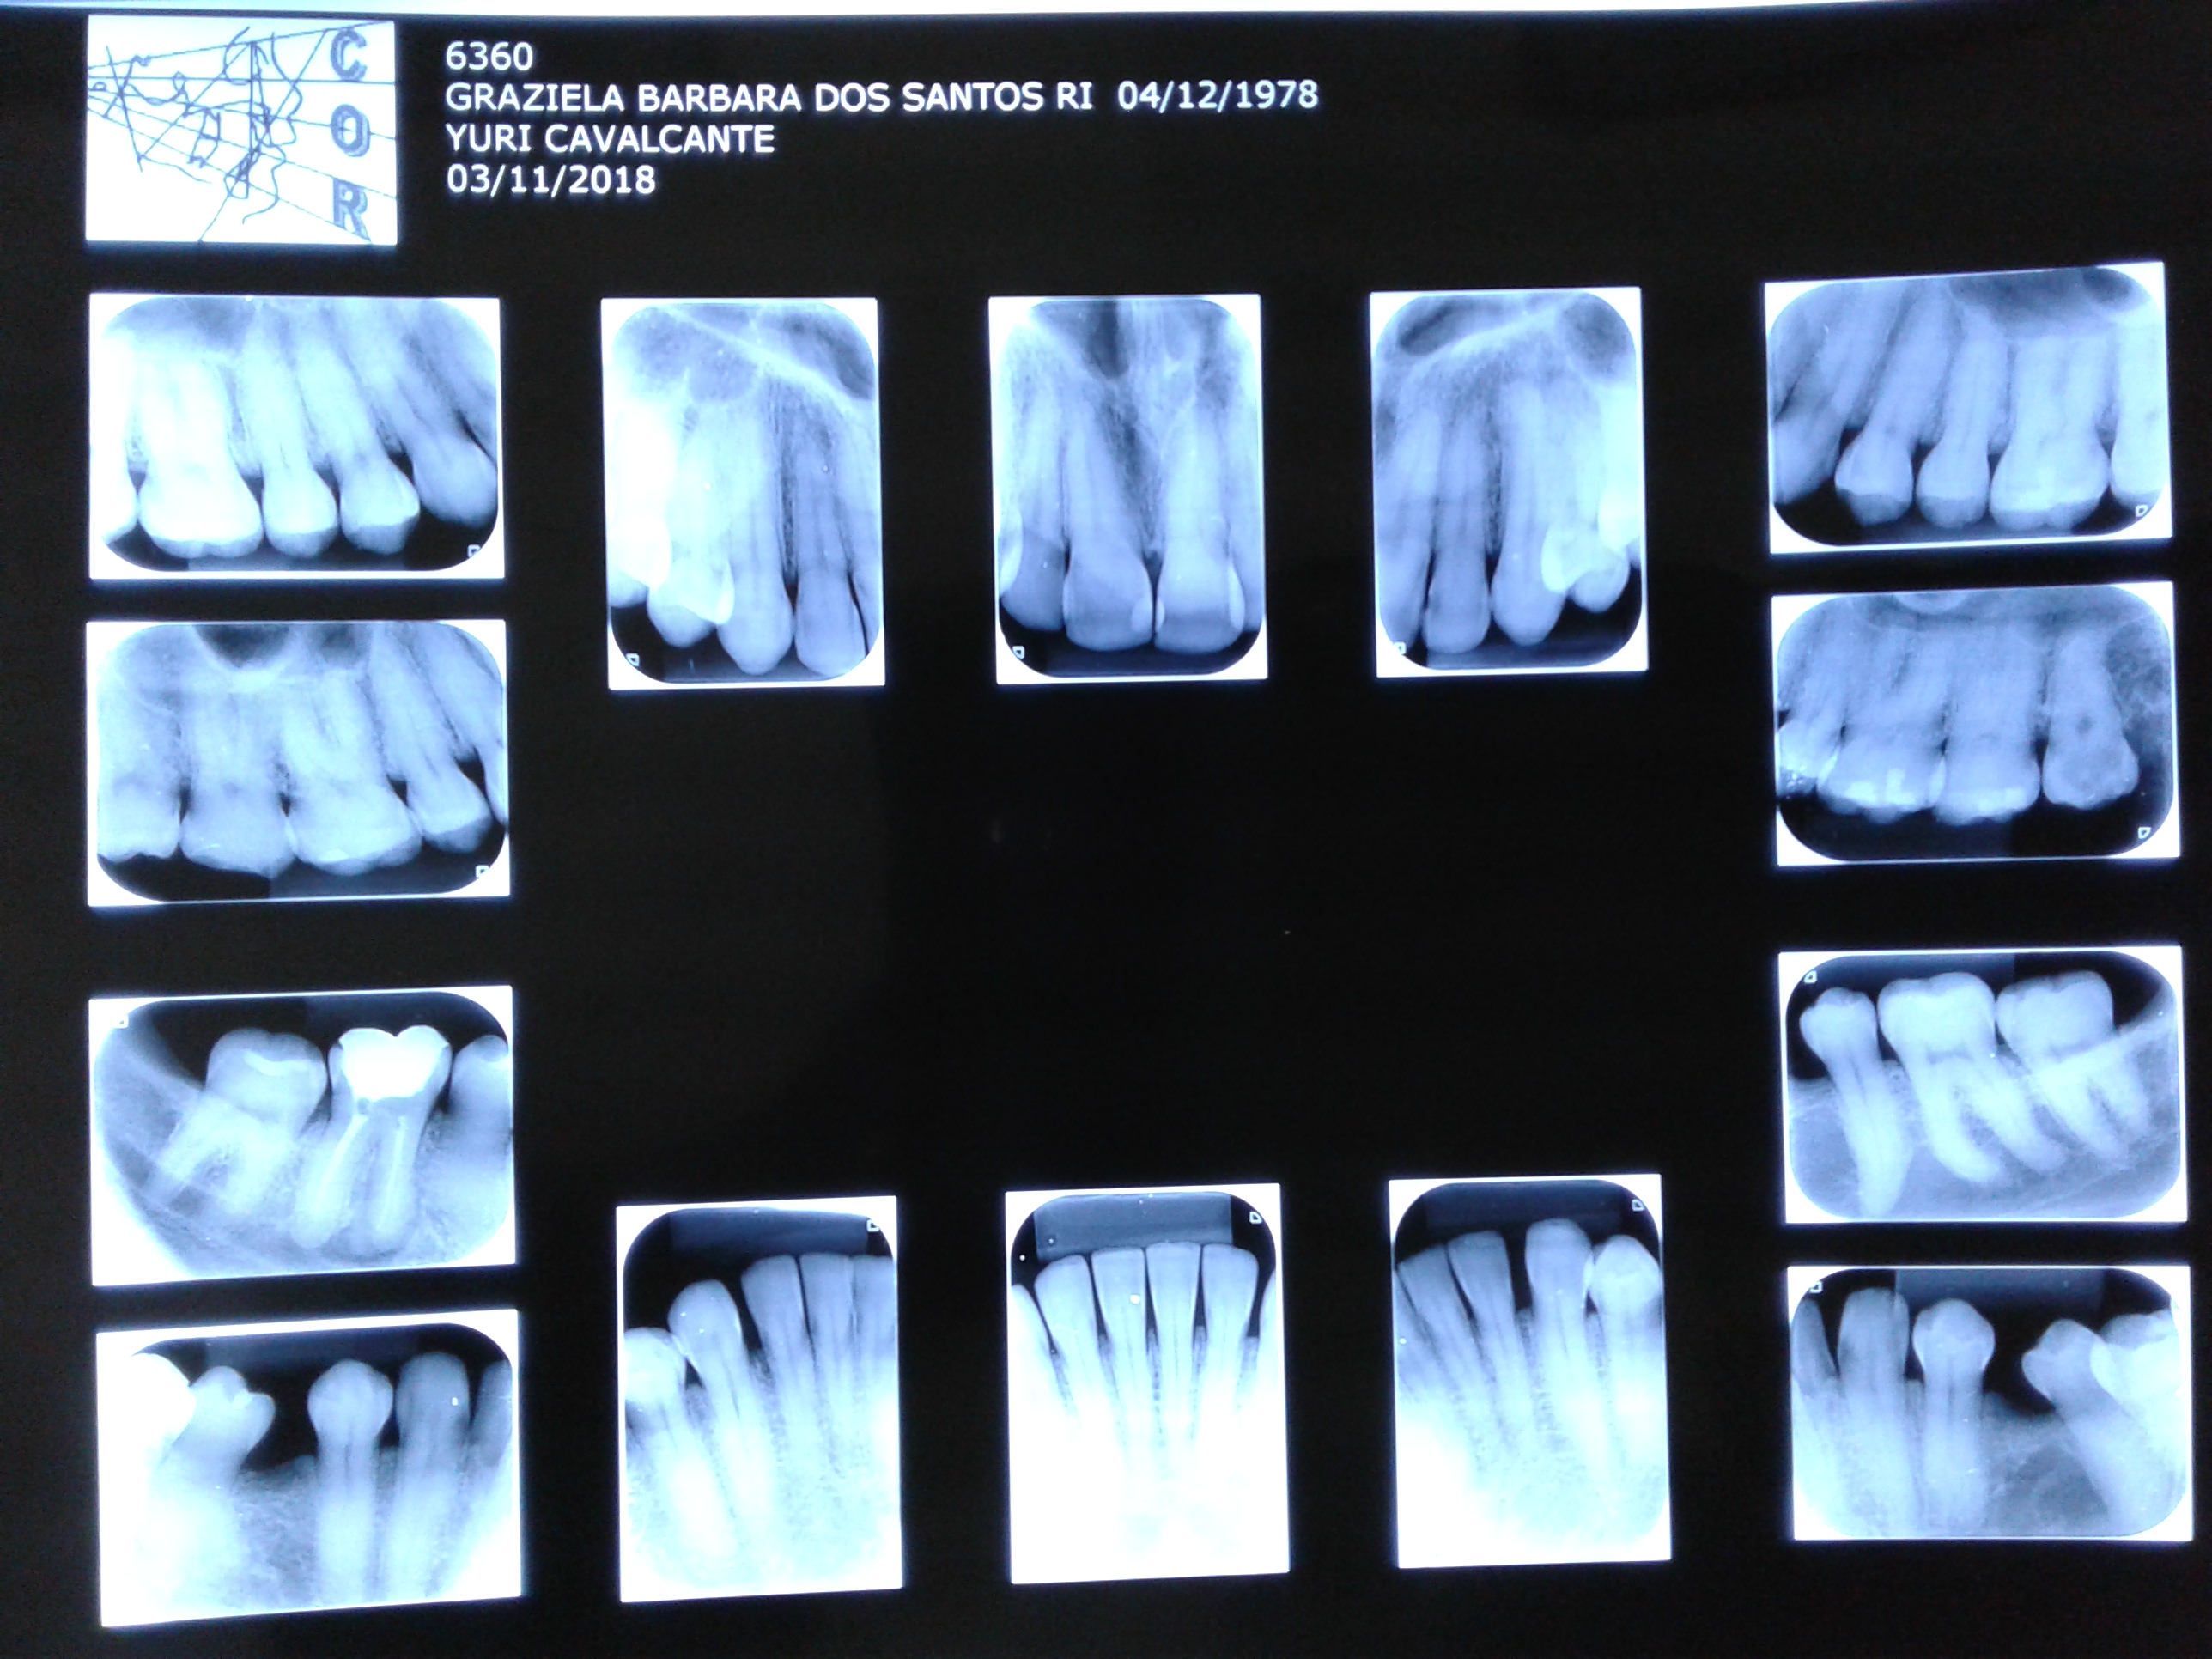 C
O
R
6360
GRAZIELA BARBARA DOS SANTOS RI 04/12/1978
YURI CAVALCANTE
03/11/2018